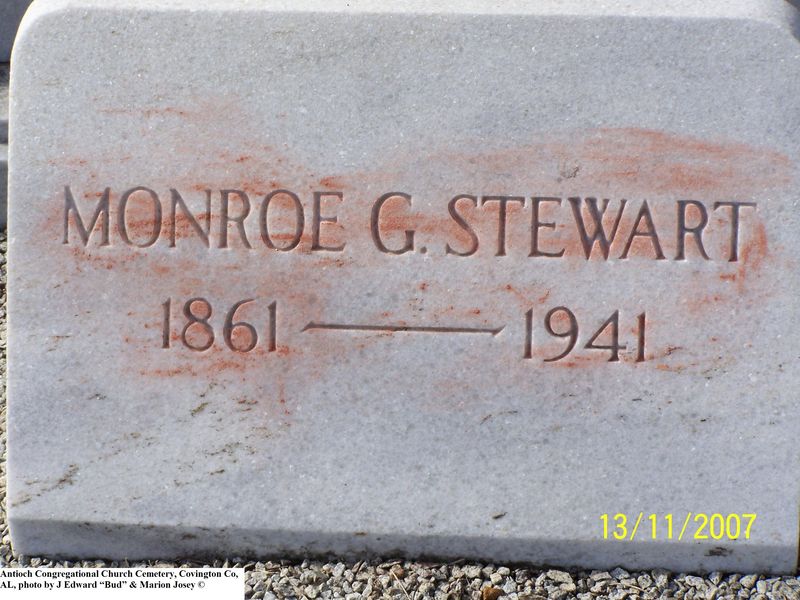 MONROE G. STEWART
1861 — 1941
13/11/2007
Antioch Congregational Church Cemetery, Covington Co,
AL, photo by J Edward “Bud” & Marion Josey ©